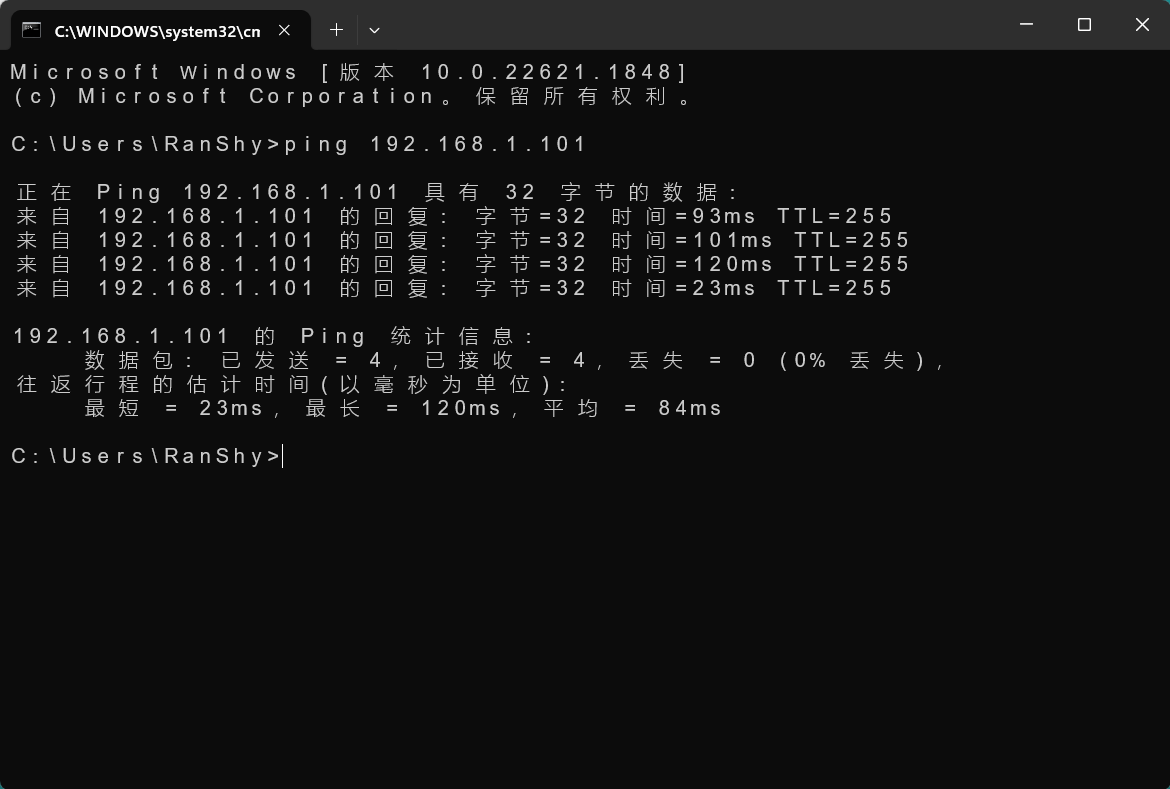 C:\WINDOWS\system32\cn
Microsoft Windows [版本 10.0.22621.1848]
(c) Microsoft Corporation。保留所有权利。
C:\Users\RanShy>ping 192.168.1.101
正在 Ping 192.168.1.101 具有 32 字节的数据:
来自 192.168.1.101 的回复: 字节=32 时间=93ms TTL=255
来自 192.168.1.101 的回复: 字节=32 时间=101ms TTL=255
来自 192.168.1.101 的回复: 字节=32 时间=120ms TTL=255
来自 192.168.1.101 的回复: 字节=32 时间=23ms TTL=255
192.168.1.101 的 Ping 统计信息:
数据包: 已发送 = 4, 已接收 = 4, 丢失 = 0 (0% 丢失),
往返行程的估计时间(以毫秒为单位):
最短 = 23ms, 最长 = 120ms, 平均 = 84ms
C:\Users\RanShy>